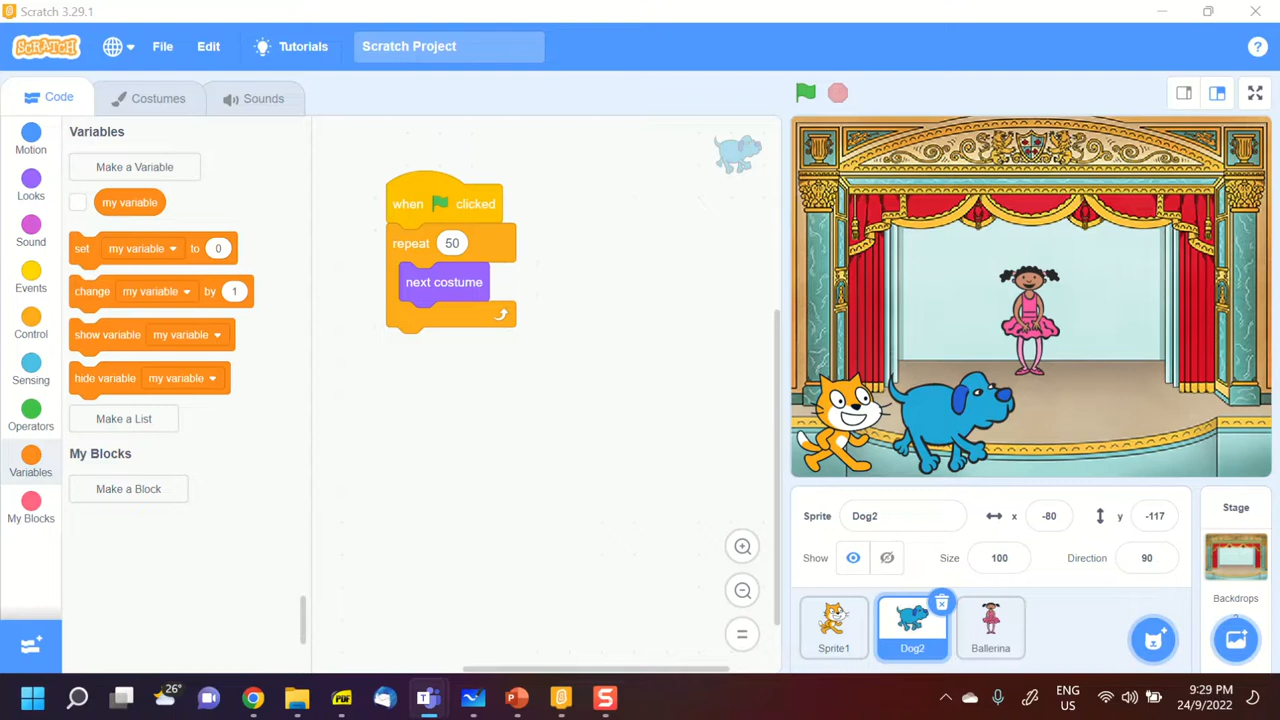 Scratch 3.29.1
SCRATCH
File
Edit
Tutorials
Scratch Project
?
Code
Costumes
Sounds
Motion
Looks
Sound
Events
Control
Sensing
Operators
Variables
My Blocks
Variables
Make a Variable
my variable
set my variable to 0
change my variable by 1
show variable my variable
hide variable my variable
Make a List
My Blocks
Make a Block
when clicked
repeat 50
next costume
Sprite Dog2 x -80 y -117
Show Size 100 Direction 90
Sprite1
Dog2
Ballerina
Stage
Backdrops
26°
PDF
ENG
US
9:29 PM
24/9/2022